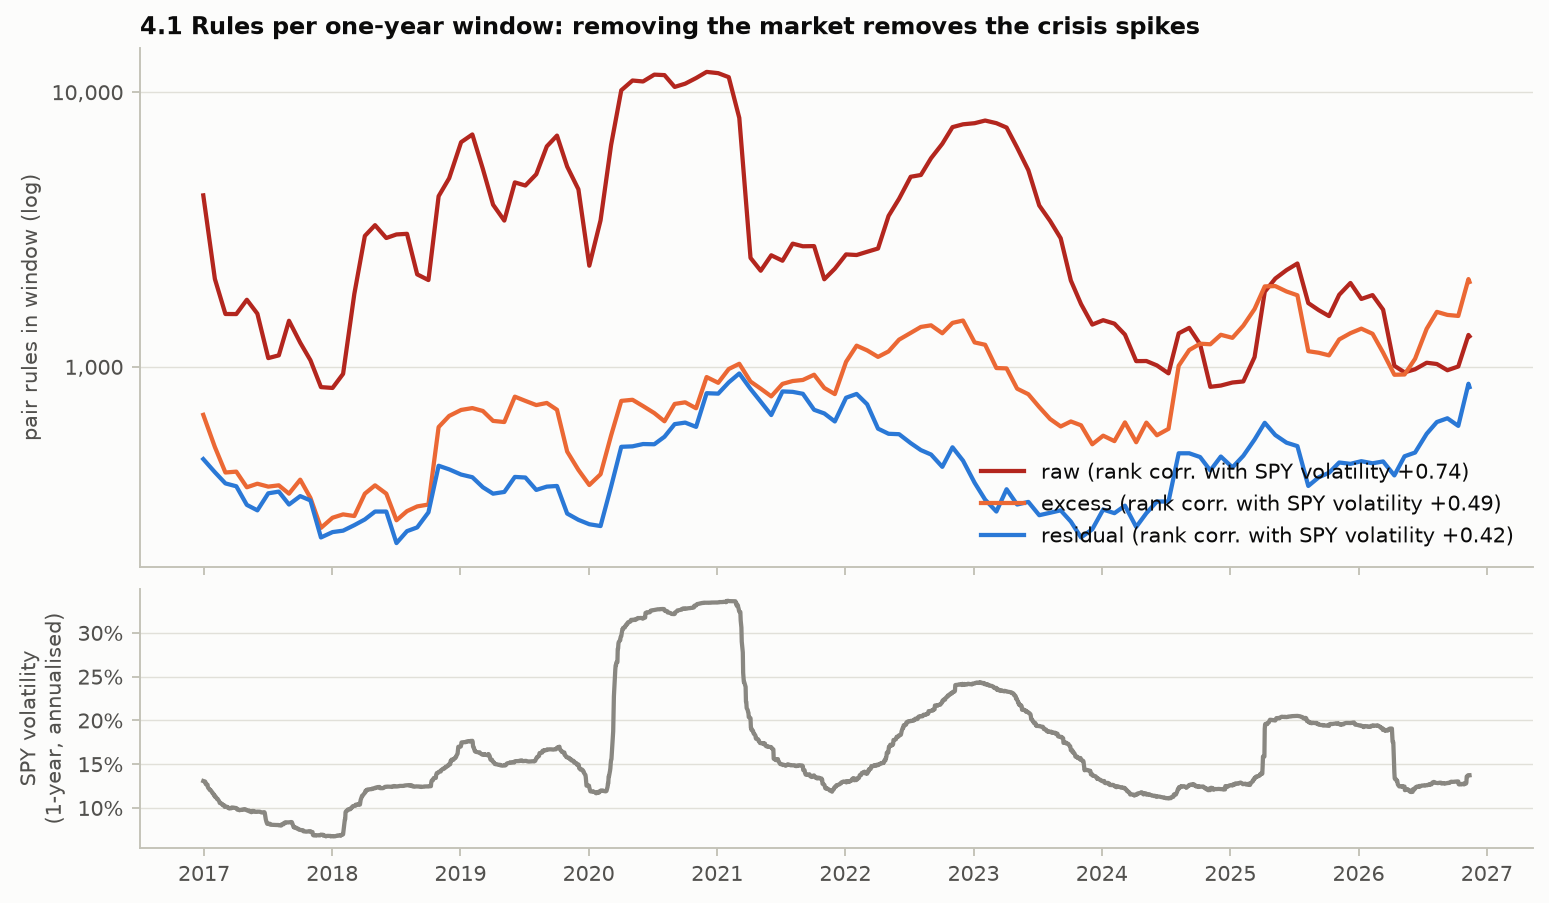 4.1 Rules per one-year window: removing the market removes the crisis spikes
pair rules in window (log)
10,000
1,000
raw (rank corr. with SPY volatility +0.74)
excess (rank corr. with SPY volatility +0.49)
residual (rank corr. with SPY volatility +0.42)
SPY volatility
(1-year, annualised)
30%
25%
20%
15%
10%
2017 2018 2019 2020 2021 2022 2023 2024 2025 2026 2027